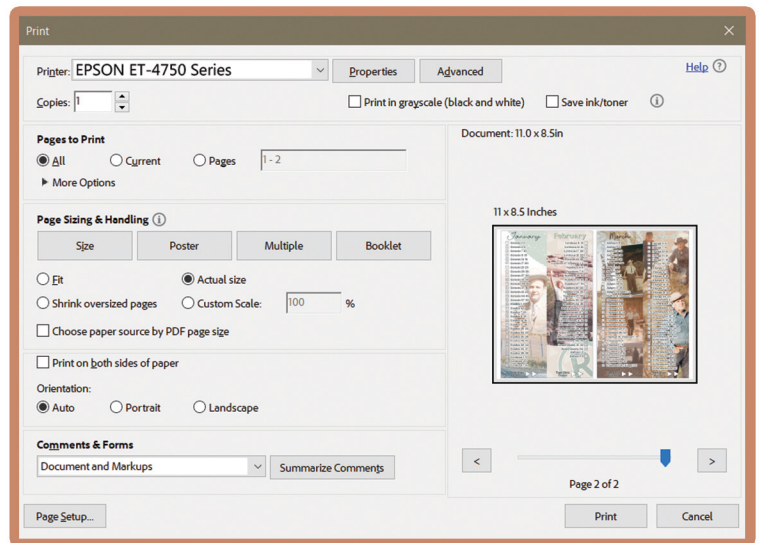 Print
Printer: EPSON ET-4750 Series Properties Advanced Help
Copies: 1 Print in grayscale (black and white) Save ink/toner
Pages to Print
All Current Pages 1 - 2
More Options
Document: 11.0 x 8.5in
Page Sizing & Handling
Size Poster Multiple Booklet
Fit Actual size
Shrink oversized pages Custom Scale: 100 %
Choose paper source by PDF page size
11 x 8.5 Inches
January February March
Print on both sides of paper
Orientation:
Auto Portrait Landscape
Comments & Forms
Document and Markups Summarize Comments
< >
Page 2 of 2
Page Setup... Print Cancel